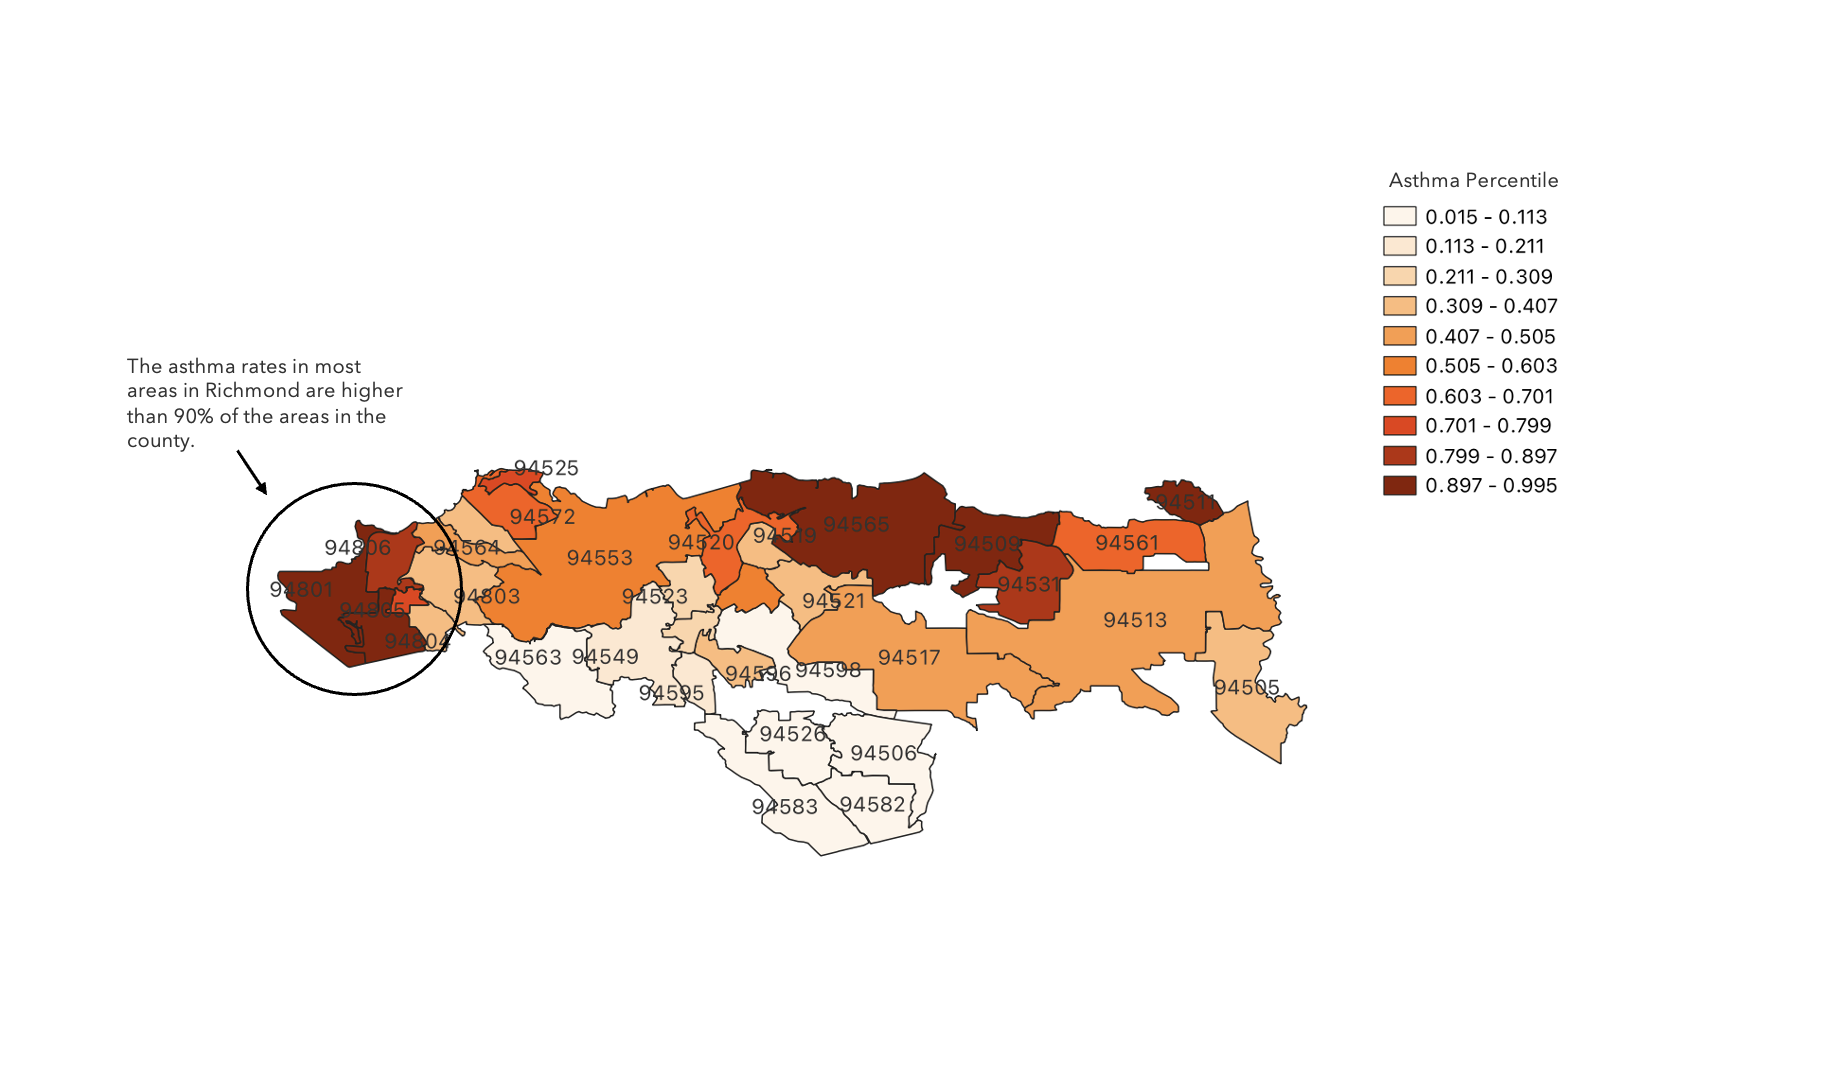 Asthma Percentile
0.015 - 0.113
0.113 - 0.211
0.211 - 0.309
0.309 - 0.407
0.407 - 0.505
0.505 - 0.603
0.603 - 0.701
0.701 - 0.799
0.799 - 0.897
0.897 - 0.995
The asthma rates in most
areas in Richmond are higher
than 90% of the areas in the
county.
94525
94511
94572
94565
94519
94520
94509
94561
94806
94564
94553
94801
94531
94803
94523
94521
94805
94513
94804
94563
94549
94517
94596
94598
94595
94505
94526
94506
94583
94582